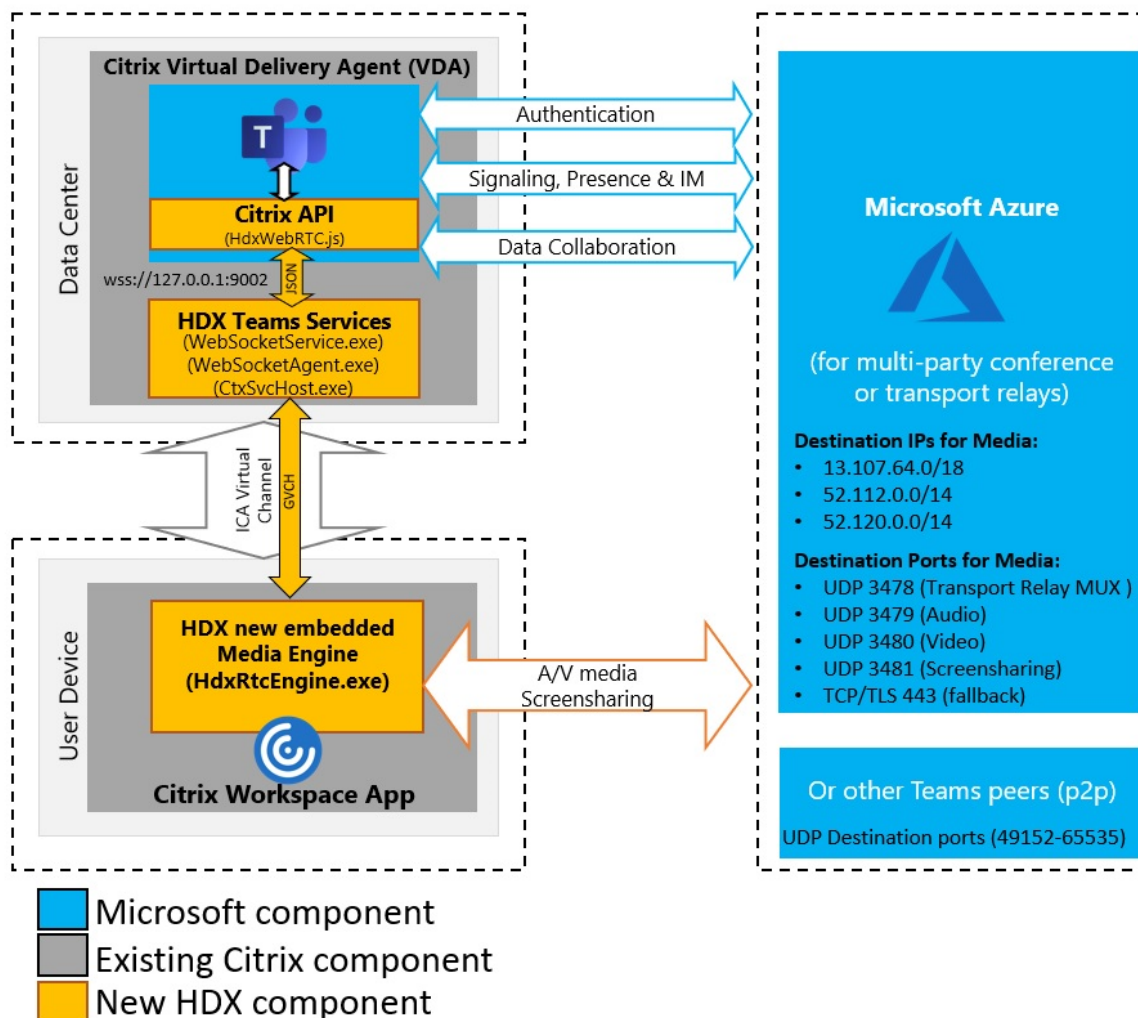 Citrix Virtual Delivery Agent (VDA)
T
Citrix API
(HdxWebRTC.js)
wss://127.0.0.1:9002
JSON
HDX Teams Services
(WebSocketService.exe)
(WebSocketAgent.exe)
(CtxSvcHost.exe)
Data Center
Authentication
Signaling, Presence & IM
Data Collaboration
ICA Virtual
Channel
GVCH
User Device
HDX new embedded
Media Engine
(HdxRtcEngine.exe)
Citrix Workspace App
A/V media
Screensharing
Microsoft Azure
(for multi-party conference
or transport relays)
Destination IPs for Media:
• 13.107.64.0/18
• 52.112.0.0/14
• 52.120.0.0/14
Destination Ports for Media:
• UDP 3478 (Transport Relay MUX )
• UDP 3479 (Audio)
• UDP 3480 (Video)
• UDP 3481 (Screensharing)
• TCP/TLS 443 (fallback)
Or other Teams peers (p2p)
UDP Destination ports (49152-65535)
Microsoft component
Existing Citrix component
New HDX component